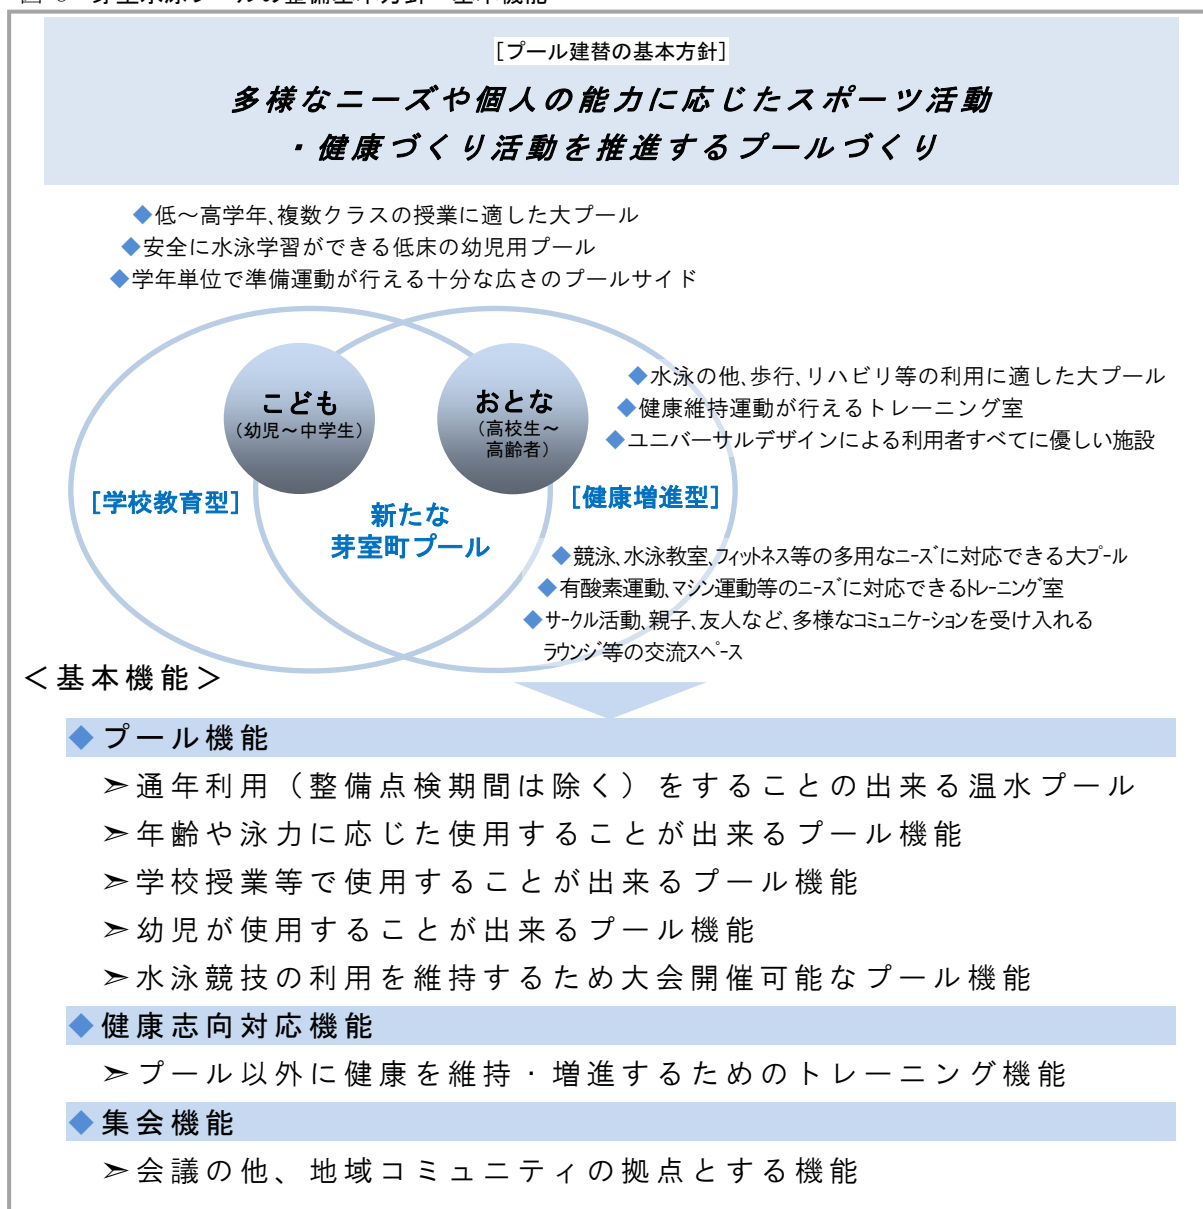 [プール建替の基本方針]
多様なニーズや個人の能力に応じたスポーツ活動
・健康づくり活動を推進するプールづくり
◆低～高学年、複数クラスの授業に適した大プール
◆安全に水泳学習ができる低床の幼児用プール
◆学年単位で準備運動が行える十分な広さのプールサイド
こども
(幼児～中学生)
おとな
(高校生～
高齢者)
◆水泳の他、歩行、リハビリ等の利用に適した大プール
◆健康維持運動が行えるトレーニング室
◆ユニバーサルデザインによる利用者すべてに優しい施設
[学校教育型]
新たな
芽室町プール
[健康増進型]
◆競泳、水泳教室、フィットネス等の多用なニーズに対応できる大プール
◆有酸素運動、マシン運動等のニーズに対応できるトレーニング室
◆サークル活動、親子、友人など、多様なコミュニケーションを受け入れる
ラウンジ等の交流スペース
＜基本機能＞
◆プール機能
➣通年利用（整備点検期間は除く）をすることの出来る温水プール
➣年齢や泳力に応じた使用することが出来るプール機能
➣学校授業等で使用することが出来るプール機能
➣幼児が使用することが出来るプール機能
➣水泳競技の利用を維持するため大会開催可能なプール機能
◆健康志向対応機能
➣プール以外に健康を維持・増進するためのトレーニング機能
◆集会機能
➣会議の他、地域コミュニティの拠点とする機能